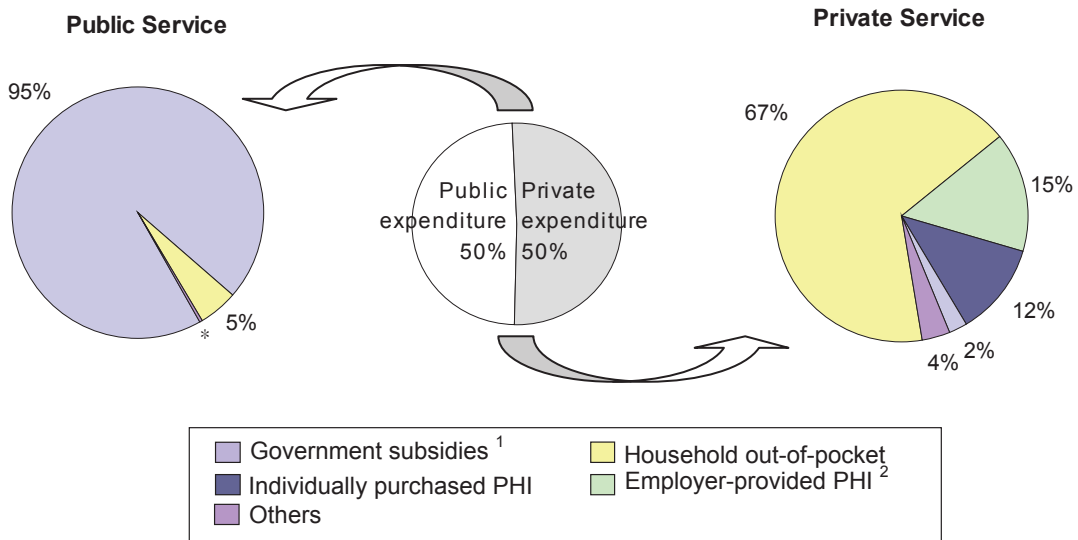 Public Service
Private Service
95%
5%
*
Public expenditure 50%
Private expenditure 50%
67%
15%
12%
2%
4%
Government subsidies 1
Household out-of-pocket
Individually purchased PHI
Employer-provided PHI 2
Others